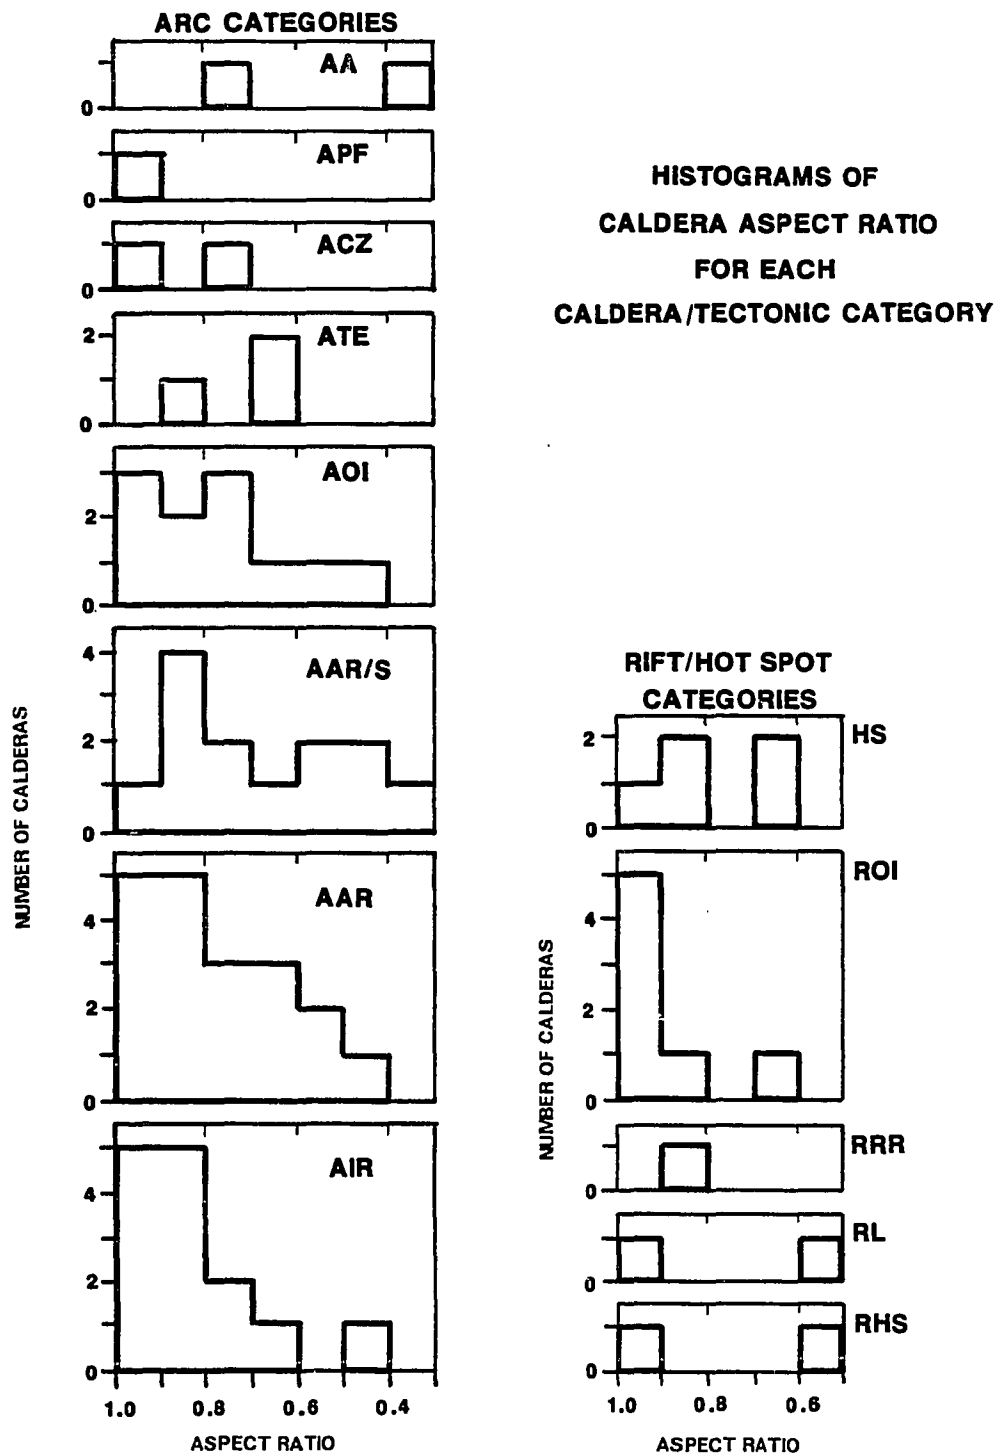 ARC CATEGORIES
AA
0
APF
0
ACZ
0
ATE
2
0
AOI
2
0
AAR/S
4
2
0
AAR
4
2
0
AIR
4
2
0
1.0 0.8 0.6 0.4
ASPECT RATIO
NUMBER OF CALDERAS
HISTOGRAMS OF
CALDERA ASPECT RATIO
FOR EACH
CALDERA/TECTONIC CATEGORY
RIFT/HOT SPOT
CATEGORIES
HS
2
0
ROI
4
2
0
RRR
0
RL
0
RHS
0
1.0 0.8 0.6
ASPECT RATIO
NUMBER OF CALDERAS